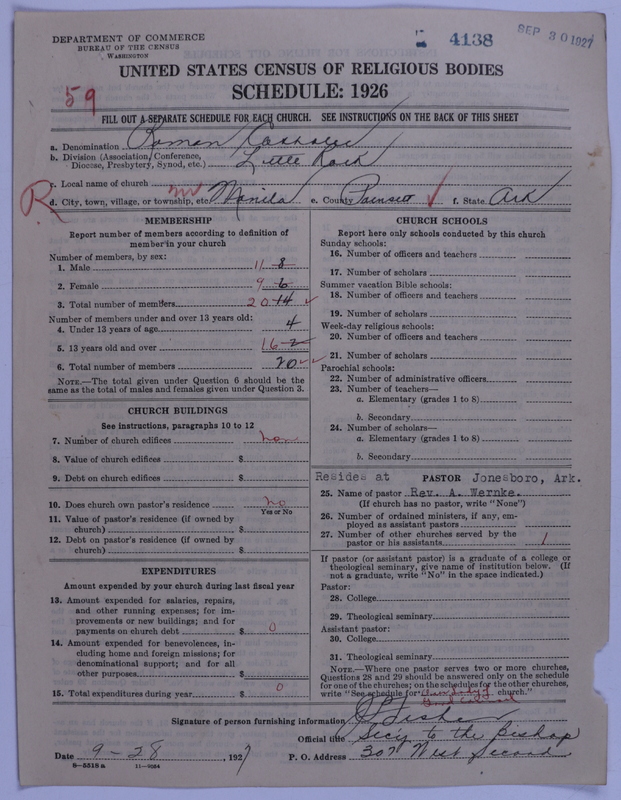 DEPARTMENT OF COMMERCE
BUREAU OF THE CENSUS
WASHINGTON
4138
SEP 30 1927
UNITED STATES CENSUS OF RELIGIOUS BODIES
SCHEDULE: 1926
59
FILL OUT A SEPARATE SCHEDULE FOR EACH CHURCH. SEE INSTRUCTIONS ON THE BACK OF THIS SHEET
a. Denomination Roman Catholic
b. Division (Association, Conference, Diocese, Presbytery, Synod, etc.) Little Rock
c. Local name of church
R
d. City, town, village, or township, etc. Manila e. County Poinsett f. State Ark
MEMBERSHIP
Report number of members according to definition of
member in your church
Number of members, by sex:
1. Male 11 8
2. Female 9 6
3. Total number of members 20 14
Number of members under and over 13 years old:
4. Under 13 years of age 4
5. 13 years old and over 16 2
6. Total number of members 20
NOTE.—The total given under Question 6 should be the
same as the total of males and females given under Question 3.
CHURCH BUILDINGS
See instructions, paragraphs 10 to 12
7. Number of church edifices none
8. Value of church edifices $
9. Debt on church edifices $
10. Does church own pastor's residence no
Yes or No
11. Value of pastor's residence (if owned by
church) $
12. Debt on pastor's residence (if owned by
church) $
EXPENDITURES
Amount expended by your church during last fiscal year
13. Amount expended for salaries, repairs,
and other running expenses; for im-
provements or new buildings; and for
payments on church debt $ 0
14. Amount expended for benevolences, in-
cluding home and foreign missions; for
denominational support; and for all
other purposes $
15. Total expenditures during year $ 0
CHURCH SCHOOLS
Report here only schools conducted by this church
Sunday schools:
16. Number of officers and teachers
17. Number of scholars
Summer vacation Bible schools:
18. Number of officers and teachers
19. Number of scholars
Week-day religious schools:
20. Number of officers and teachers
21. Number of scholars
Parochial schools:
22. Number of administrative officers
23. Number of teachers—
a. Elementary (grades 1 to 8)
b. Secondary
24. Number of scholars—
a. Elementary (grades 1 to 8)
b. Secondary
Resides at PASTOR Jonesboro, Ark.
25. Name of pastor Rev. A. Wernke.
(If church has no pastor, write "None")
26. Number of ordained ministers, if any, em-
ployed as assistant pastors
27. Number of other churches served by the
pastor or his assistants 1
If pastor (or assistant pastor) is a graduate of a college or
theological seminary, give name of institution below. (If
not a graduate, write "No" in the space indicated.)
Pastor:
28. College
29. Theological seminary
Assistant pastor:
30. College
31. Theological seminary
NOTE.—Where one pastor serves two or more churches,
Questions 28 and 29 should be answered only on the schedule
for one of the churches; on the schedules for the other churches,
write "See schedule for church."
Signature of person furnishing information
Official title Secy to the Bishop
Date 9-28, 1927 P. O. Address 307 West Second
8—5518 a